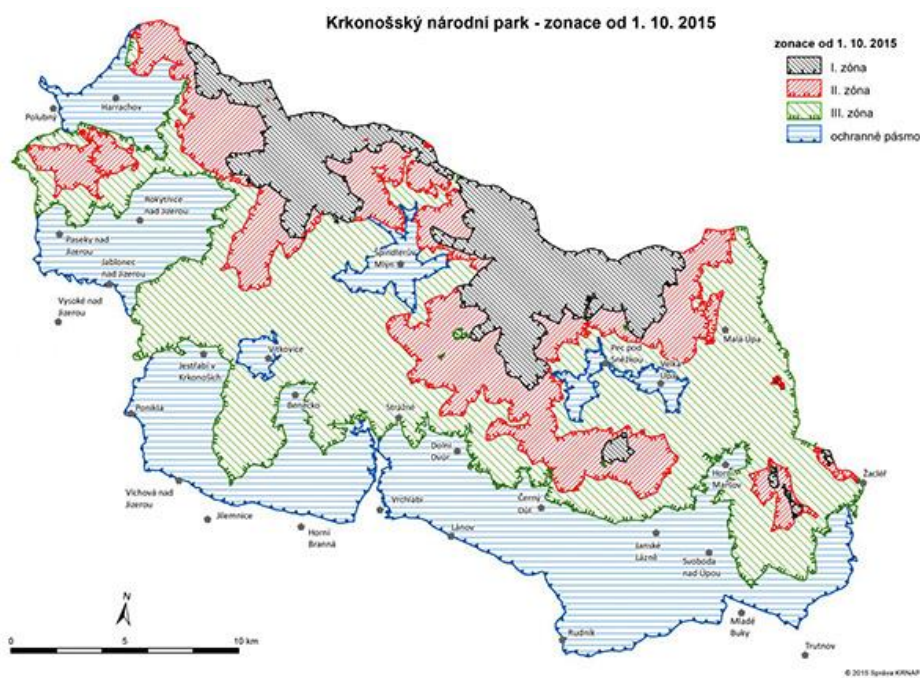 Krkonošský národní park - zonace od 1. 10. 2015
zonace od 1. 10. 2015
I. zóna
II. zóna
III. zóna
ochranné pásmo
Harrachov
Polubný
Rokytnice
nad Jizerou
Paseky nad
Jizerou
Jablonec
nad Jizerou
Špindlerův
Mlýn
Vysoké nad
Jizerou
Malá Úpa
Vítkovice
Jestřabí v
Krkonoších
Pec pod
Sněžkou
Velká
Úpa
Benecko
Poniklá
Stražné
Dolní
Dvůr
Horní
Maršov
Žacléř
Víchová nad
Jizerou
Vrchlabí
Černý
Důl
Jilemnice
Horní
Branná
Lánov
Janské
Lázně
Svoboda
nad Úpou
Mladé
Buky
Rudník
Trutnov
N
0 5 10 km
© 2015 Správa KRNAP